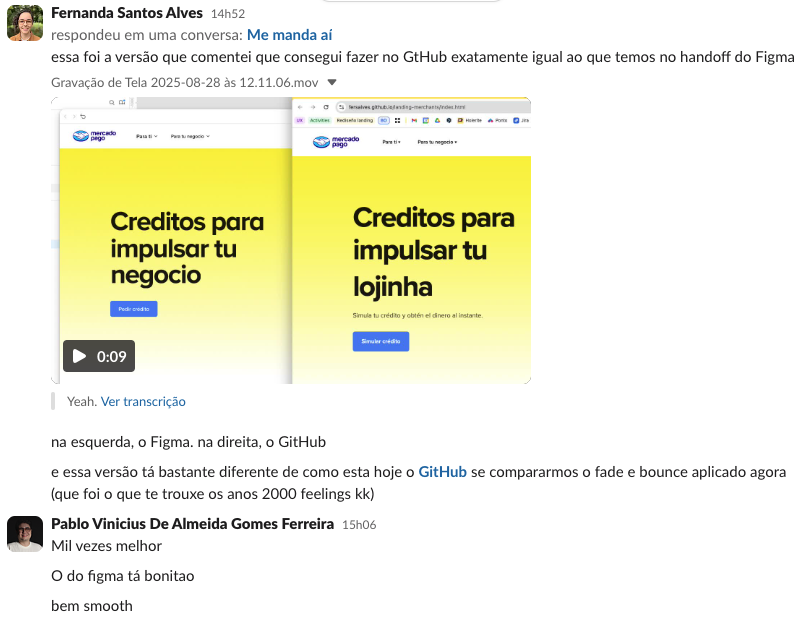 Fernanda Santos Alves 14h52
respondeu em uma conversa: Me manda aí
essa foi a versão que comentei que consegui fazer no GtHub exatamente igual ao que temos no handoff do Figma
Gravação de Tela 2025-08-28 às 12.11.06.mov
fersalves.github.io/landing-merchants/index.html
UX Activities Rediseño landing
mercado pago
Para ti
Para tu negocio
Creditos para
impulsar tu
negocio
Pedir crédito
mercado pago
Para ti
Para tu negocio
Creditos para
impulsar tu
lojinha
Simula tu crédito y obtén el dinero al instante.
Simular crédito
0:09
Yeah. Ver transcrição
na esquerda, o Figma. na direita, o GitHub
e essa versão tá bastante diferente de como esta hoje o GitHub se compararmos o fade e bounce aplicado agora
(que foi o que te trouxe os anos 2000 feelings kk)
Pablo Vinicius De Almeida Gomes Ferreira 15h06
Mil vezes melhor
O do figma tá bonitao
bem smooth